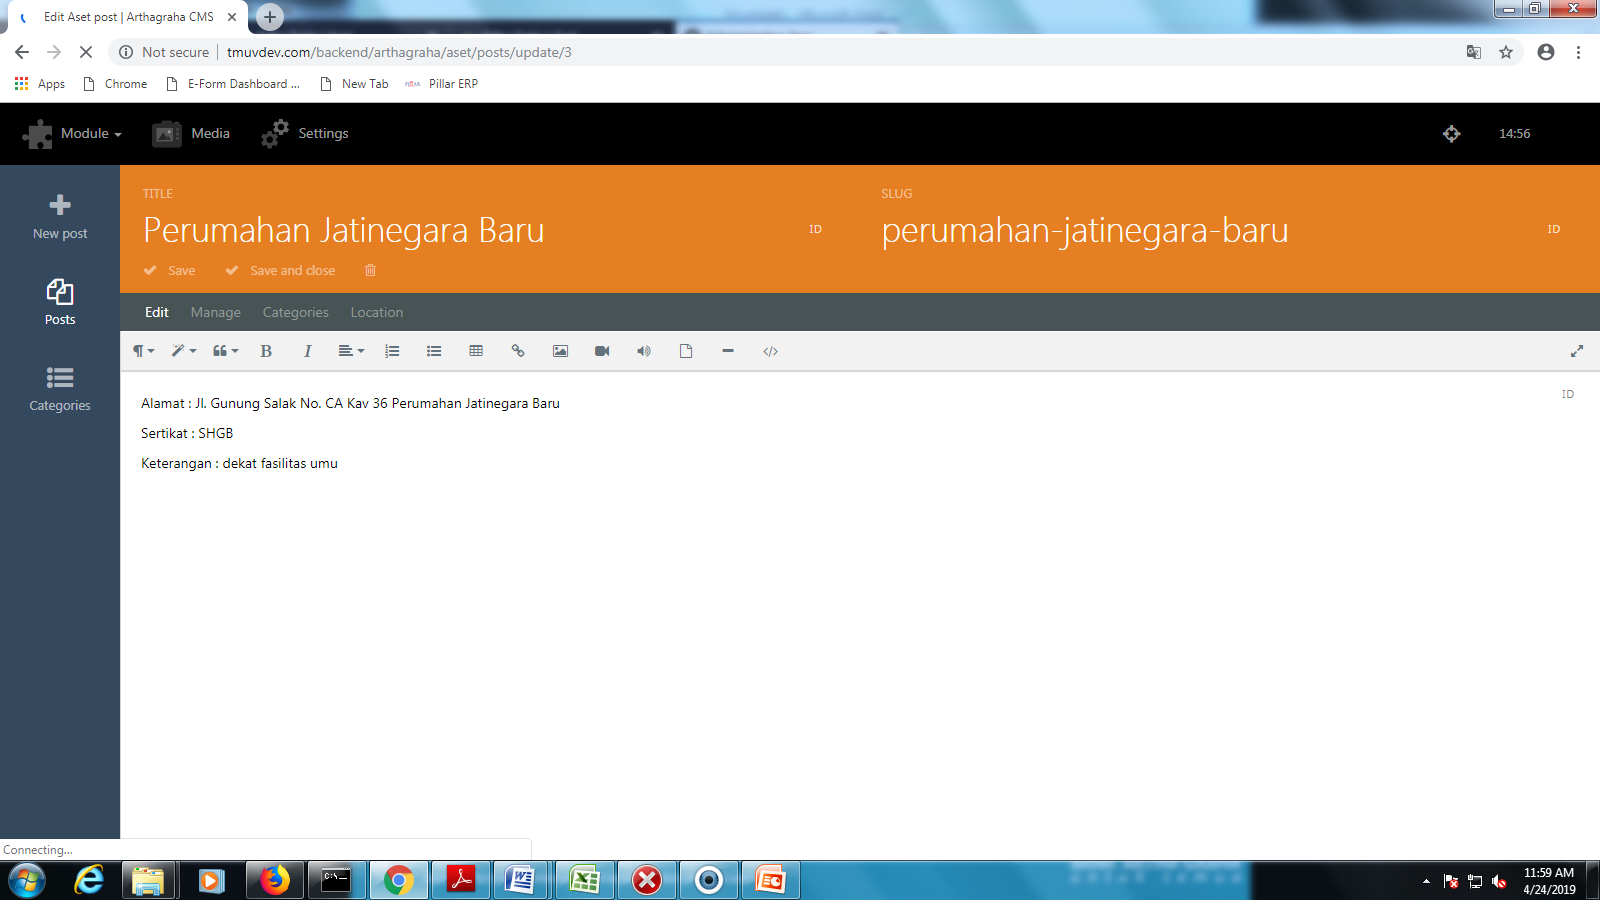 Edit Aset post | Arthagraha CMS
Not secure
tmuvdev.com/backend/arthagraha/aset/posts/update/3
Apps
Chrome
E-Form Dashboard ...
New Tab
Pillar ERP
Module
Media
Settings
14:56
New post
Posts
Categories
TITLE
Perumahan Jatinegara Baru
ID
SLUG
perumahan-jatinegara-baru
ID
Save
Save and close
Edit
Manage
Categories
Location
B
I
ID
Alamat : Jl. Gunung Salak No. CA Kav 36 Perumahan Jatinegara Baru
Sertikat : SHGB
Keterangan : dekat fasilitas umu
Connecting...
C:\_
11:59 AM
4/24/2019